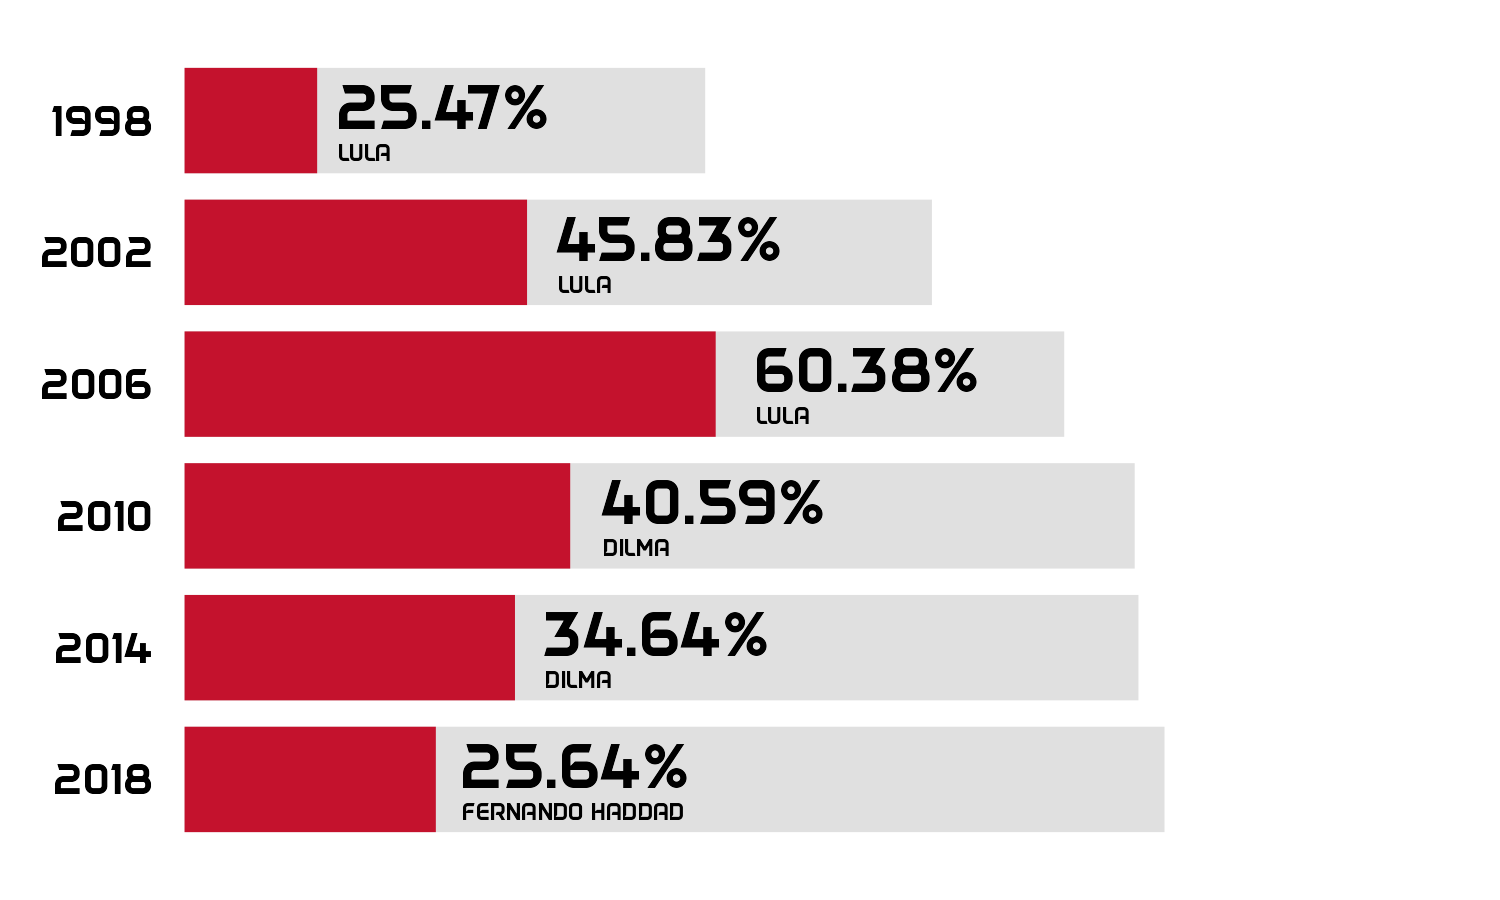 1998
25.47%
LULA
2002
45.83%
LULA
2006
60.38%
LULA
2010
40.59%
DILMA
2014
34.64%
DILMA
2018
25.64%
FERNANDO HADDAD